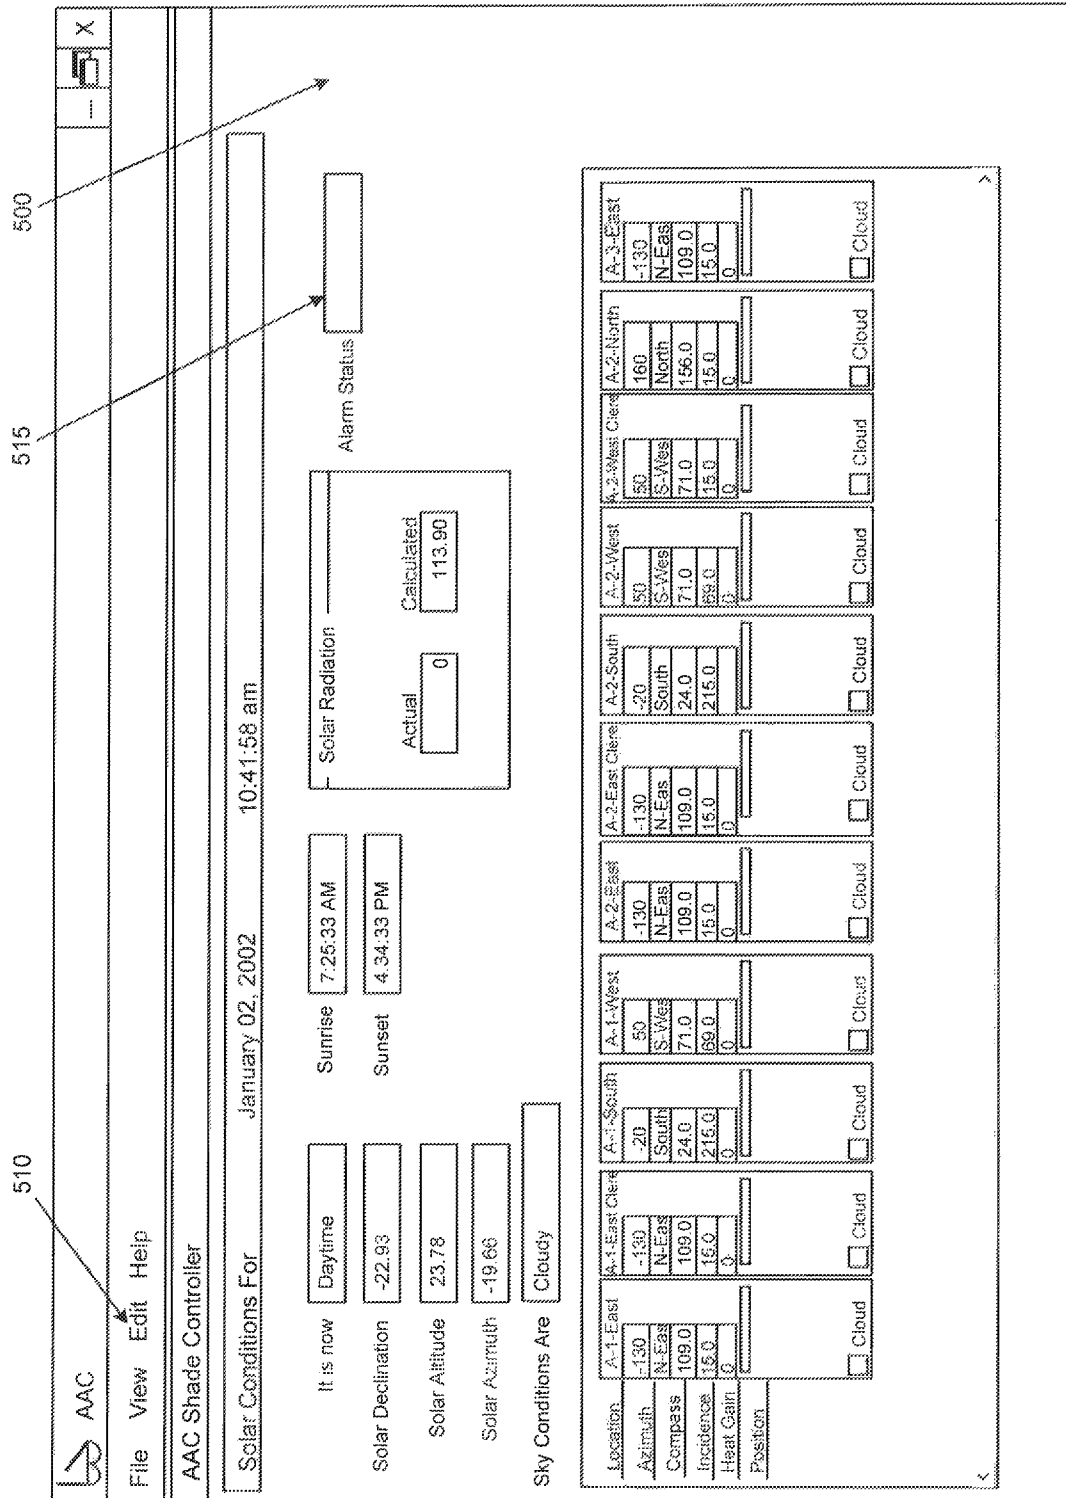 510 515 500
AAC – X
File View Edit Help
AAC Shade Controller
Solar Conditions For January 02, 2002 10:41:58 am
It is now Daytime Sunrise 7:25:33 AM Solar Radiation Alarm Status
Solar Declination -22.93 Sunset 4:34:33 PM
Solar Altitude 23.78 Actual Calculated
Solar Azimuth -19.66 0 113.90
Sky Conditions Are Cloudy
Location A-1-East A-1-East Clere A-1-South A-1-West A-2-East A-2-East Clere A-2-South A-2-West A-2-West Clere A-2-North A-3-East
Azimuth -130 -130 -20 50 -130 -130 -20 50 50 160 -130
Compass N-Eas N-Eas South S-Wes N-Eas N-Eas South S-Wes S-Wes North N-Eas
Incidence 109.0 109.0 24.0 71.0 109.0 109.0 24.0 71.0 71.0 156.0 109.0
Heat Gain 15.0 15.0 215.0 69.0 15.0 15.0 215.0 69.0 15.0 15.0 15.0
Position 0 0 0 0 0 0 0 0 0 0
Cloud Cloud Cloud Cloud Cloud Cloud Cloud Cloud Cloud Cloud Cloud